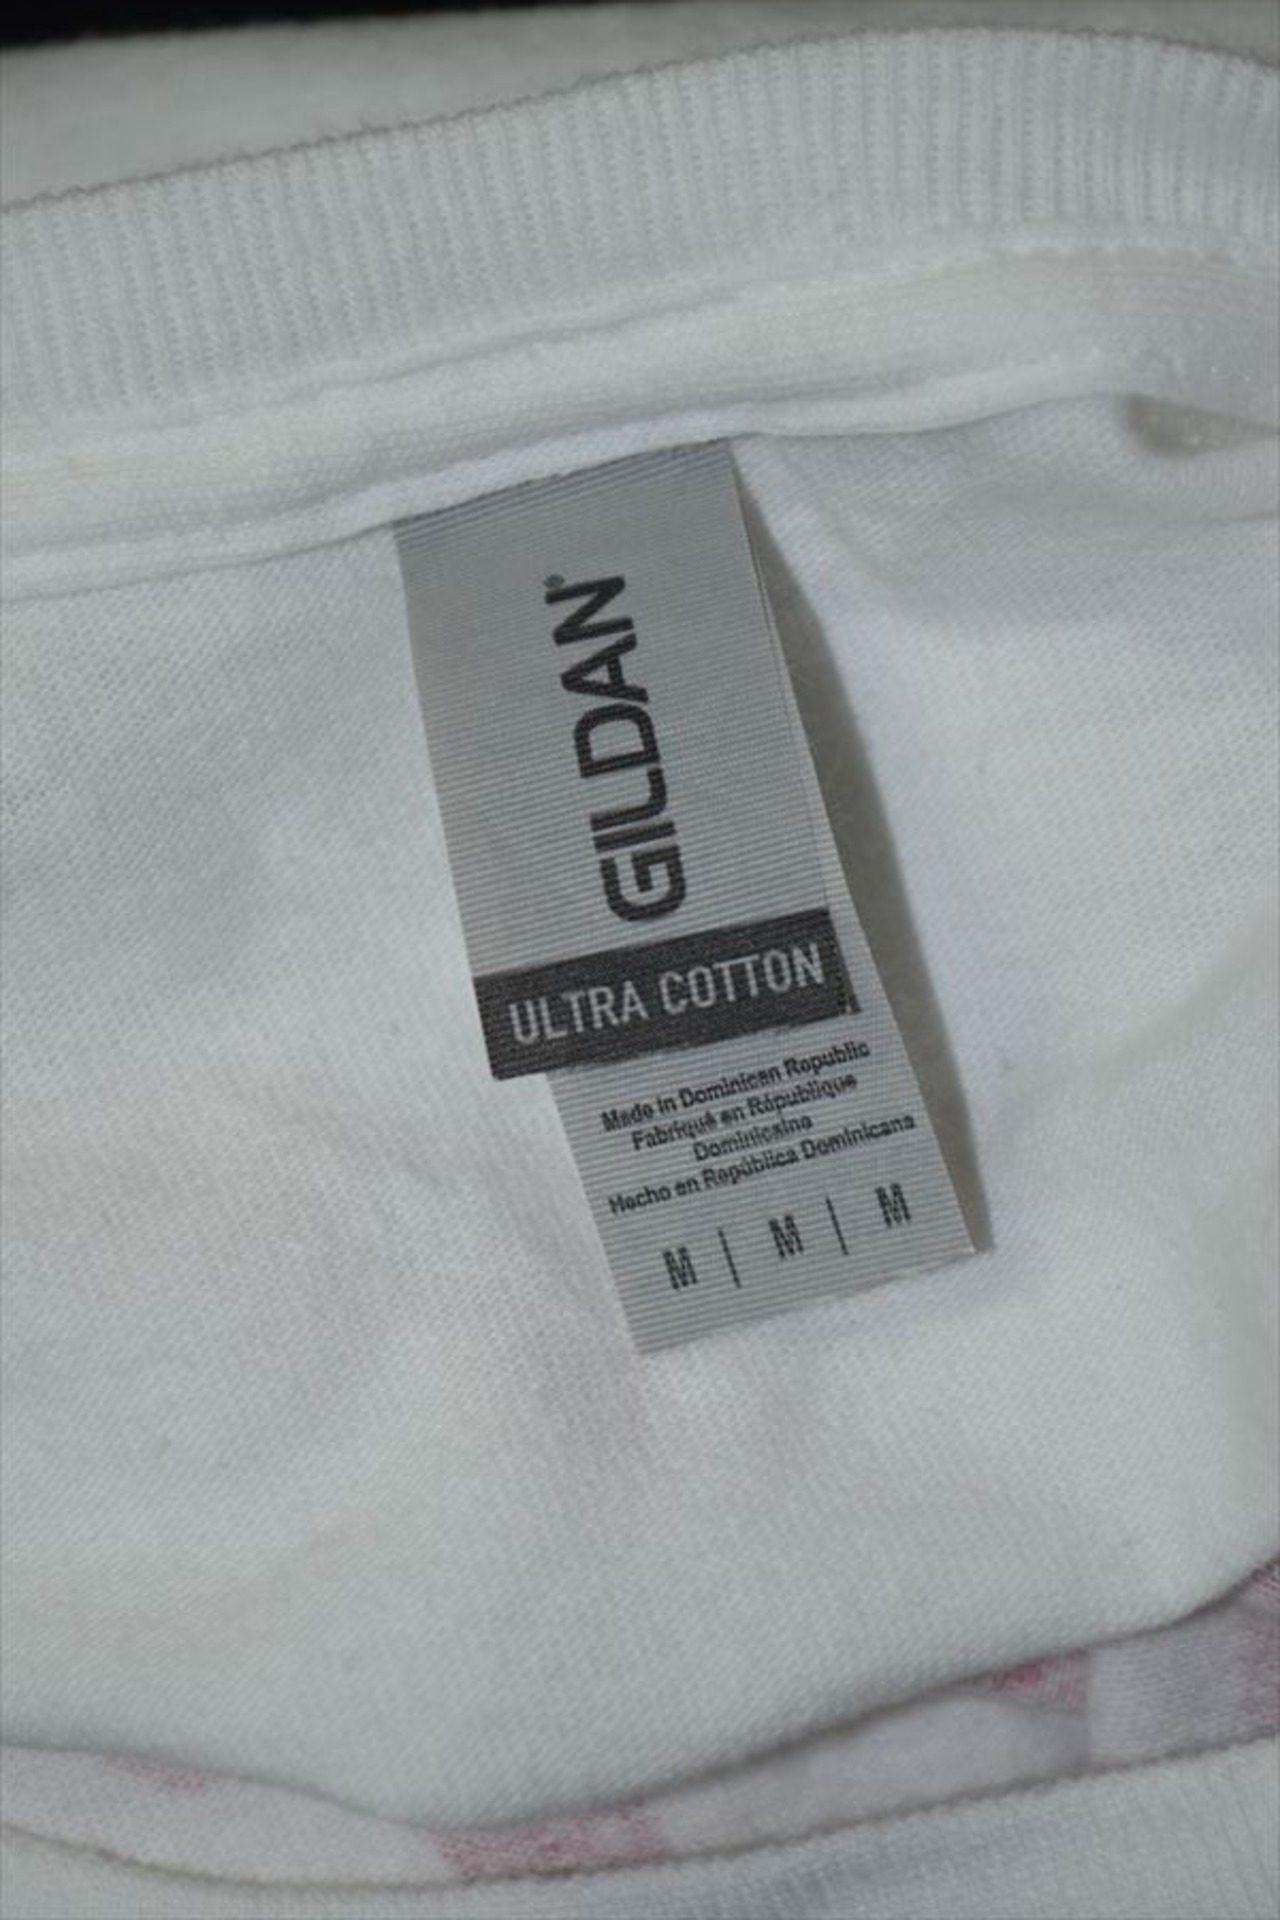 GILDAN®
ULTRA COTTON
Made in Dominican Republic
Fabriqué en République
Dominicaine
Hecho en República Dominicana
M | M | M